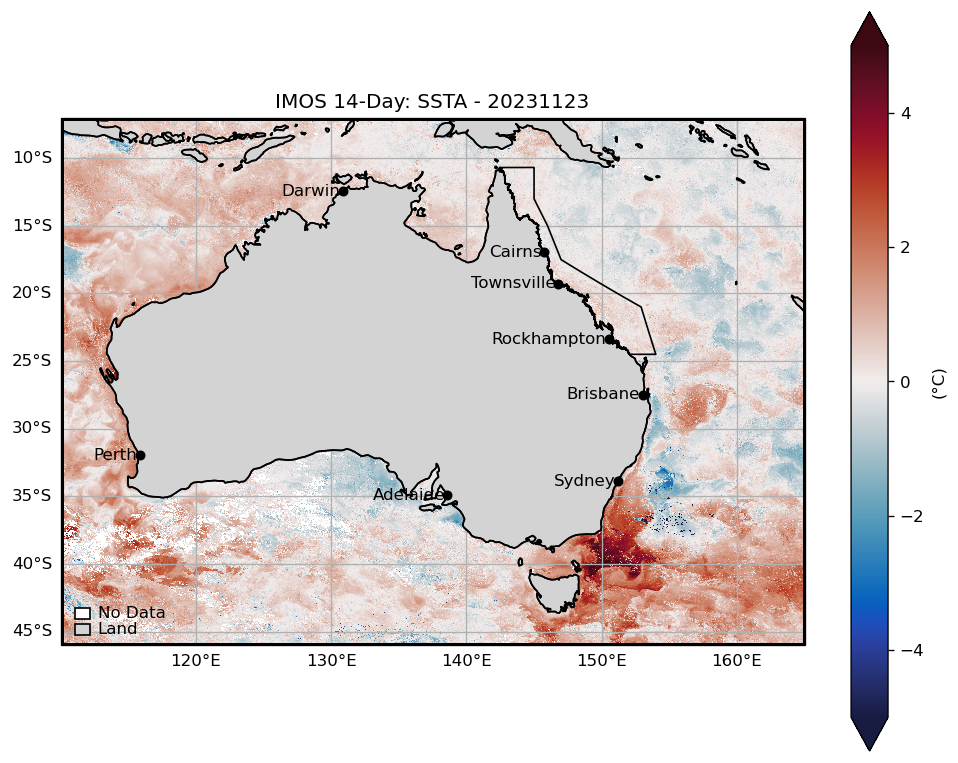 IMOS 14-Day: SSTA - 20231123
10°S
15°S
20°S
25°S
30°S
35°S
40°S
45°S
Darwin
Cairns
Townsville
Rockhampton
Brisbane
Perth
Sydney
Adelaide
No Data
Land
120°E
130°E
140°E
150°E
160°E
4
2
0
−2
−4
(°C)